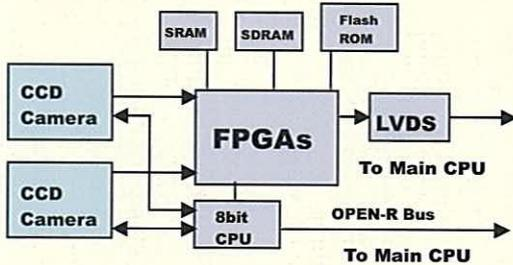 SRAM
SDRAM
Flash
ROM
CCD
Camera
FPGAs
LVDS
To Main CPU
CCD
Camera
8bit
CPU
OPEN-R Bus
To Main CPU